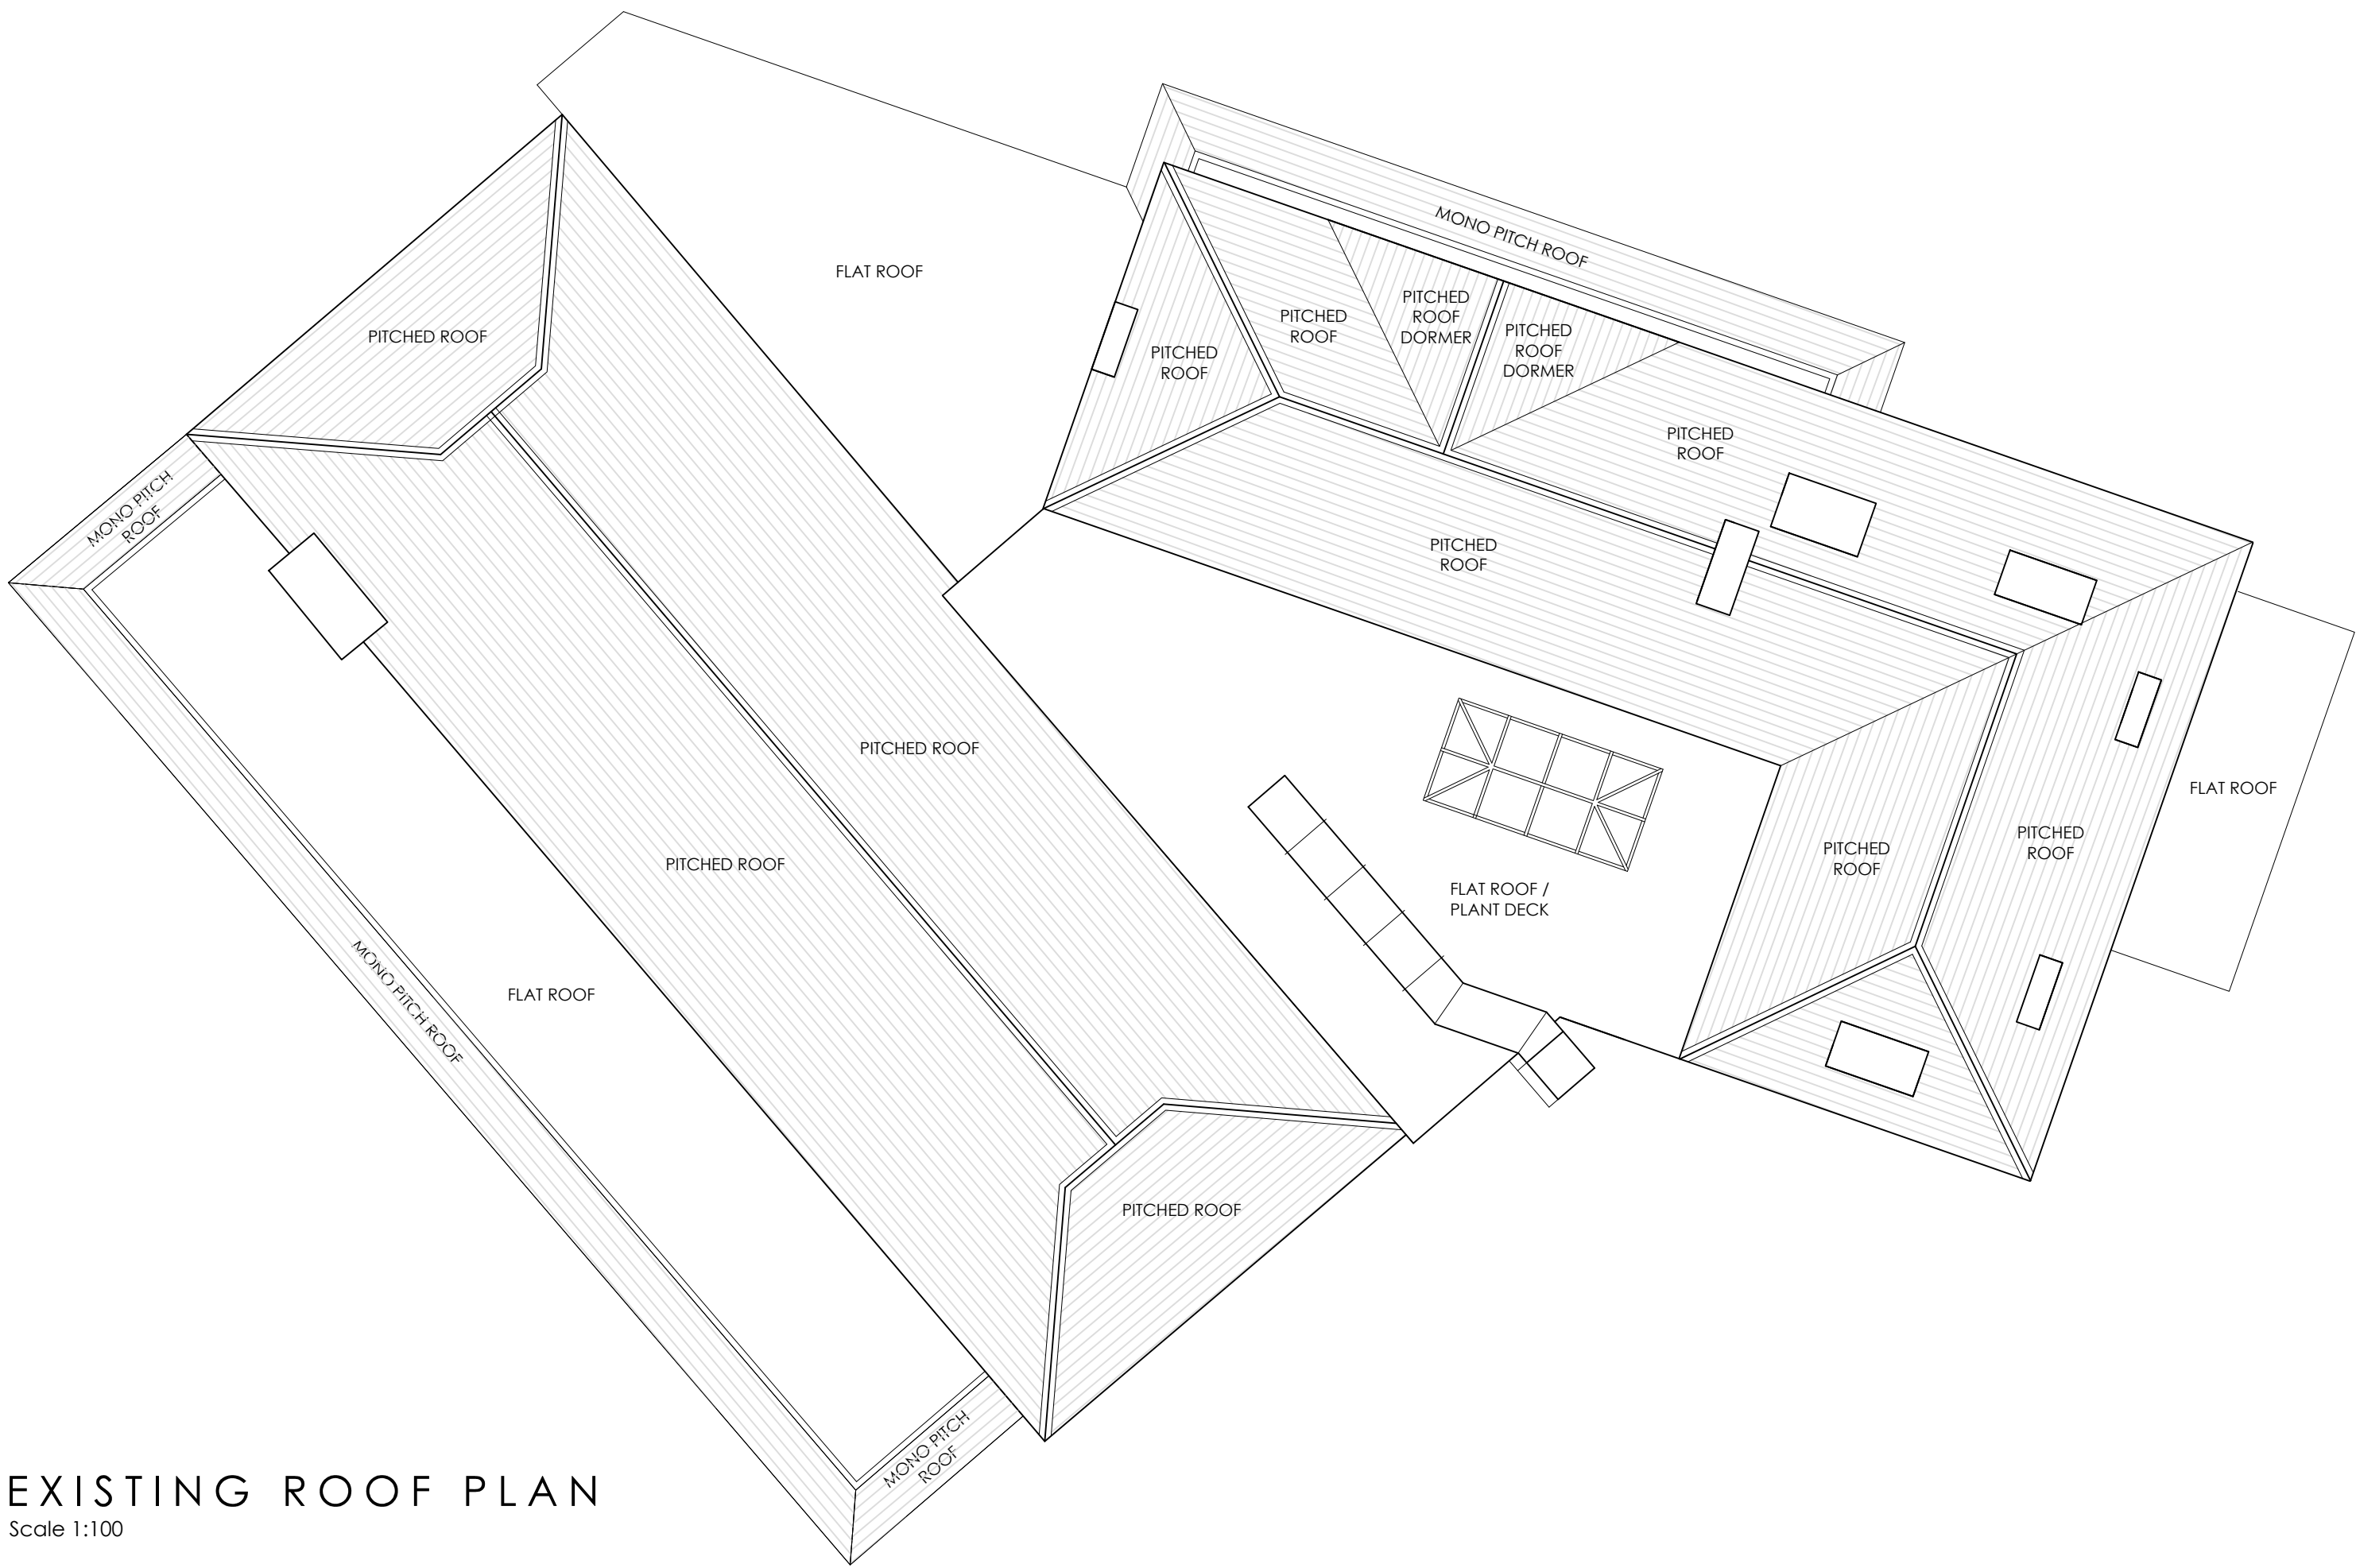 MONO PITCH ROOF
FLAT ROOF
PITCHED ROOF
PITCHED
ROOF
PITCHED
ROOF
PITCHED
ROOF
DORMER
PITCHED
ROOF
DORMER
PITCHED
ROOF
MONO PITCH
ROOF
PITCHED
ROOF
PITCHED ROOF
FLAT ROOF
PITCHED
ROOF
PITCHED
ROOF
PITCHED ROOF
FLAT ROOF /
PLANT DECK
MONO PITCH ROOF
FLAT ROOF
PITCHED ROOF
MONO PITCH
ROOF
EXISTING ROOF PLAN
Scale 1:100